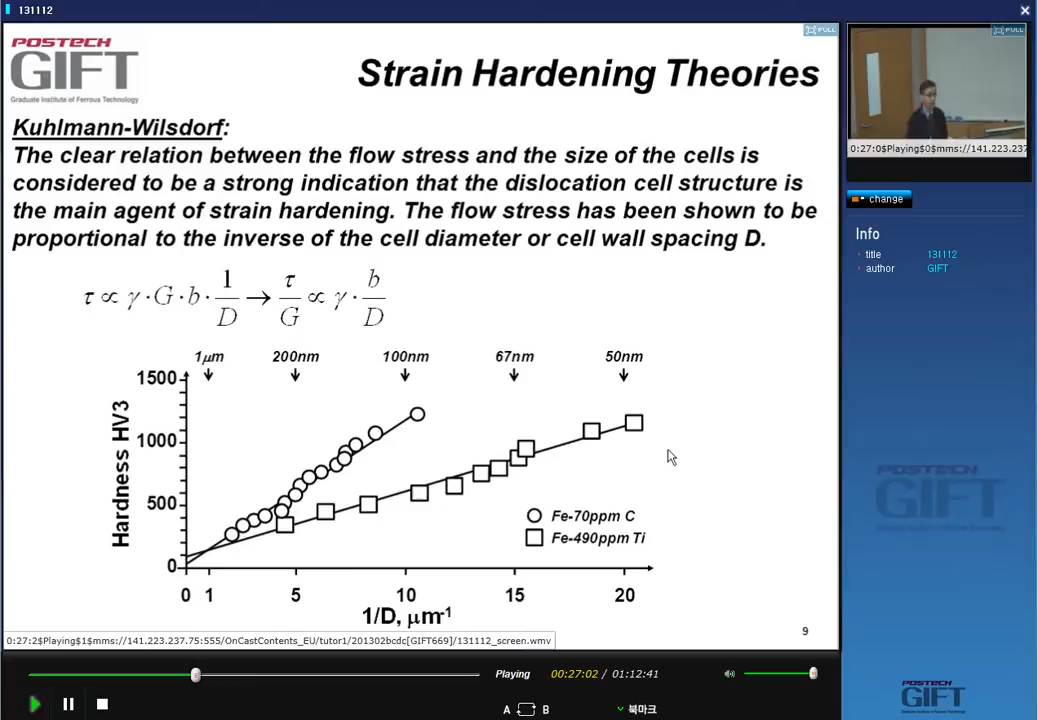 131112
POSTECH
GIFT
Graduate Institute of Ferrous Technology
Strain Hardening Theories
FULL
FULL
0:27:0$Playing$0$mms://141.223.237
change
Info
title 131112
author GIFT
Kuhlmann-Wilsdorf:
The clear relation between the flow stress and the size of the cells is
considered to be a strong indication that the dislocation cell structure is
the main agent of strain hardening. The flow stress has been shown to be
proportional to the inverse of the cell diameter or cell wall spacing D.
τ ∝ γ · G · b · 1/D → τ/G ∝ γ · b/D
1μm 200nm 100nm 67nm 50nm
1500
1000
500
0
Hardness HV3
Fe-70ppm C
Fe-490ppm Ti
0 1 5 10 15 20
1/D, μm-1
9
POSTECH
GIFT
0:27:2$Playing$1$mms://141.223.237.75:555/OnCastContents_EU/tutor1/201302bcdc[GIFT669]/131112_screen.wmv
Playing 00:27:02 / 01:12:41
A B 북마크
POSTECH
GIFT